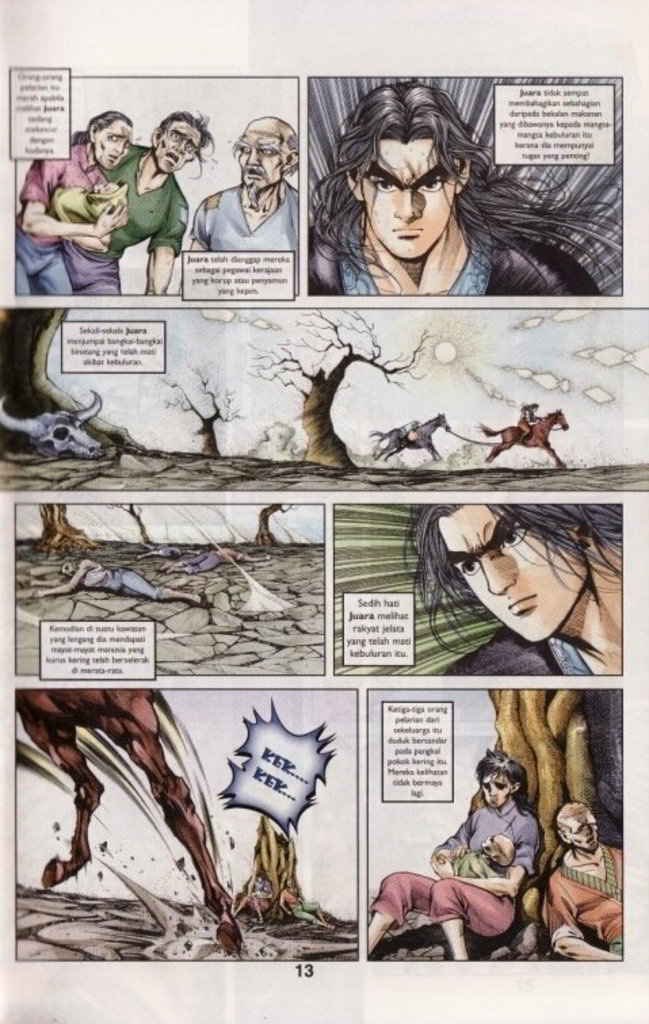 Orang-orang
pelarian itu
marah apabila
melihat Juara
sedang
meluncur
dengan
kudanya.
Juara telah dianggap mereka
sebagai pegawai kerajaan
yang korup atau penyamun
yang kejam.
Juara tidak sempat
membahagikan sebahagian
daripada bekalan makanan
yang dibawanya kepada mangsa-
mangsa kebuluran itu
kerana dia mempunyai
tugas yang penting!
Sekali-sekala Juara
menjumpai bangkai-bangkai
binatang yang telah mati
akibat kebuluran.
Kemudian di suatu kawasan
yang lengang dia mendapati
mayat-mayat manusia yang
kurus kering telah berselerak
di merata-rata.
Sedih hati
Juara melihat
rakyat jelata
yang telah mati
kebuluran itu.
KEK....
KEK....
Ketiga-tiga orang
pelarian dari
sekeluarga itu
duduk bersandar
pada pangkal
pokok kering itu.
Mereka kelihatan
tidak bermaya
lagi.
13